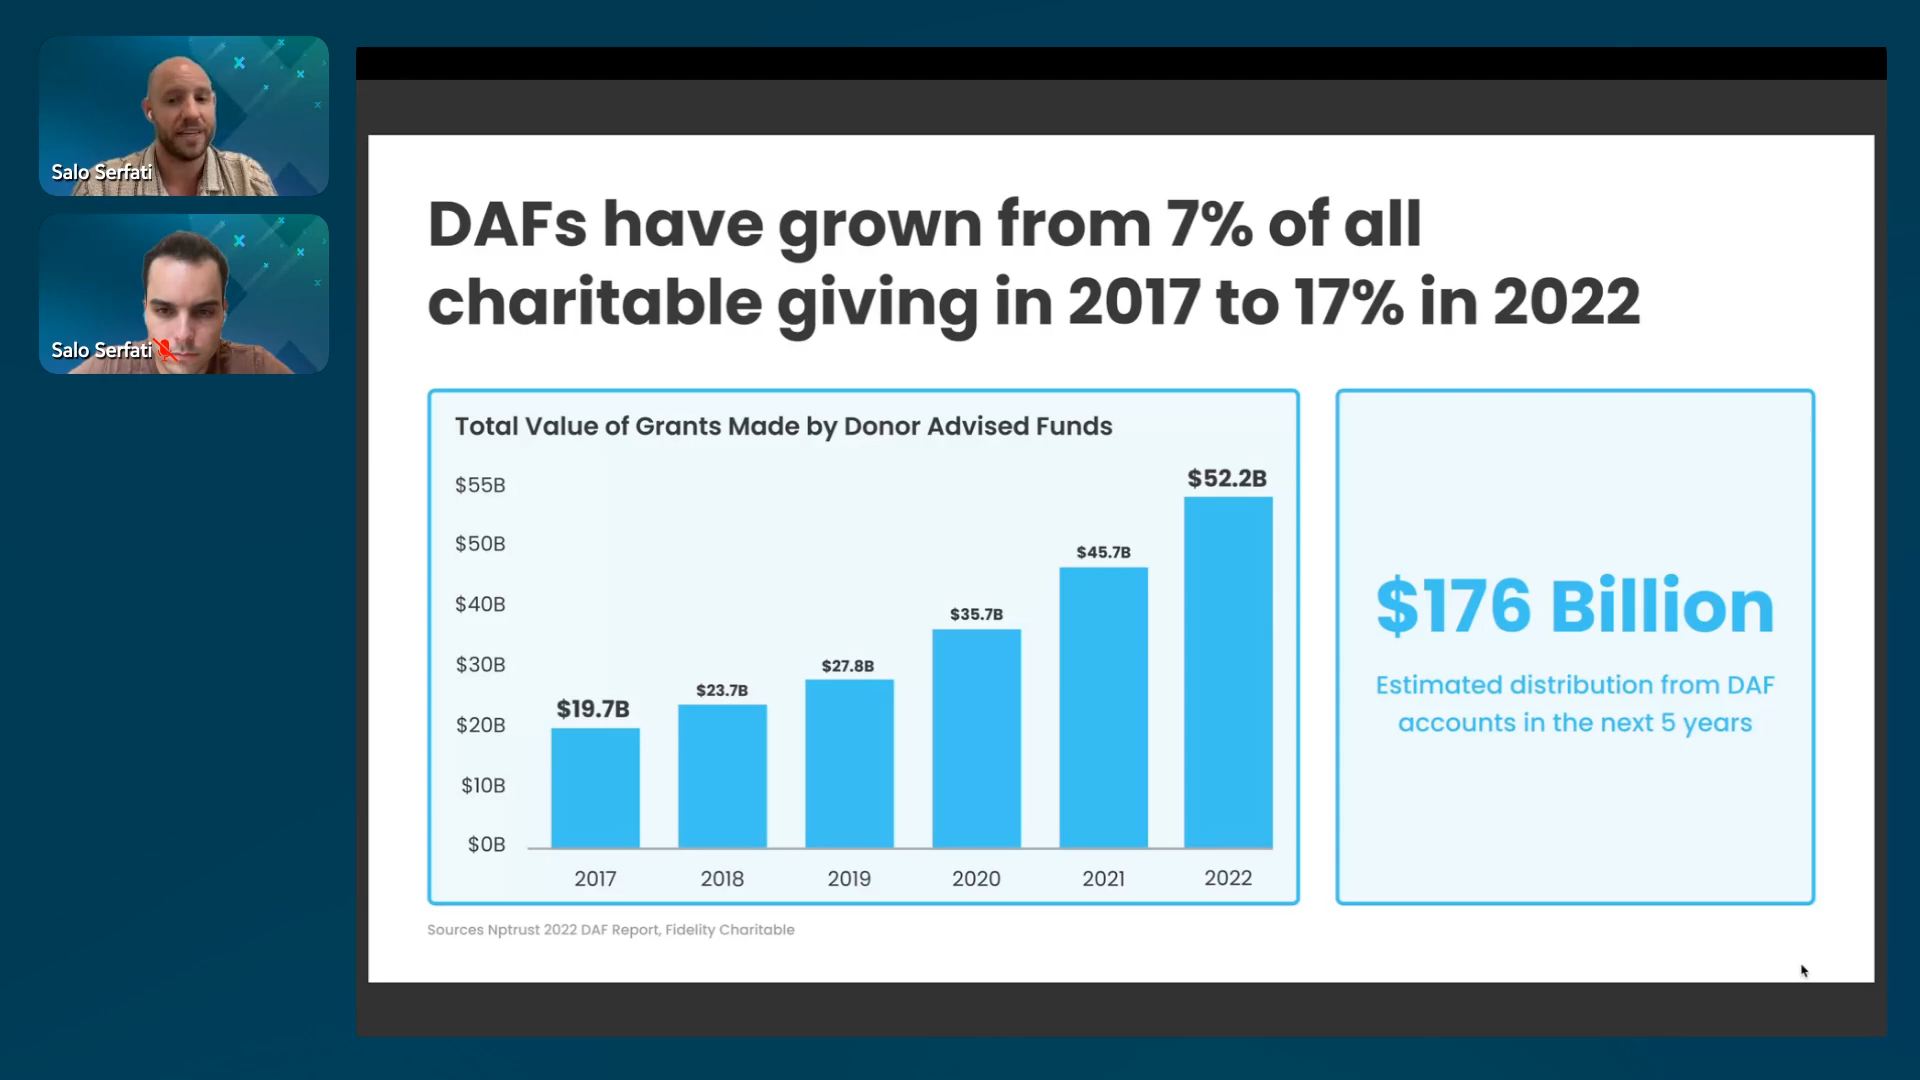 Salo Serfati
Salo Serfati
DAFs have grown from 7% of all
charitable giving in 2017 to 17% in 2022
Total Value of Grants Made by Donor Advised Funds
$55B
$50B
$40B
$30B
$20B
$10B
$0B
$19.7B
$23.7B
$27.8B
$35.7B
$45.7B
$52.2B
2017
2018
2019
2020
2021
2022
$176 Billion
Estimated distribution from DAF
accounts in the next 5 years
Sources Nptrust 2022 DAF Report, Fidelity Charitable